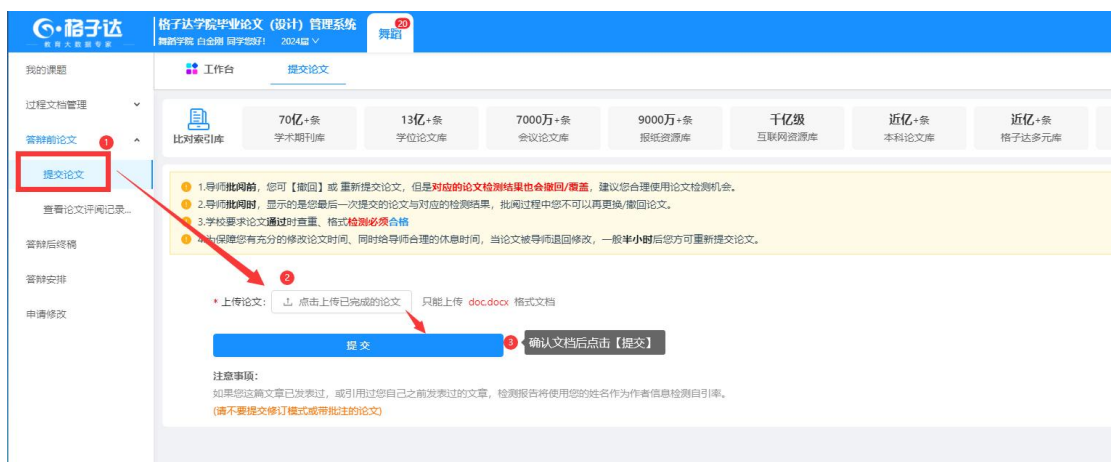 格子达
教育大数据专家
格子达学院毕业论文（设计）管理系统
舞蹈学院 白金刚 同学您好! 2024届
舞蹈
20
我的课题
过程文档管理
答辩前论文
1
提交论文
查看论文评阅记录...
答辩后终稿
答辩安排
申请修改
工作台 提交论文
比对索引库
70亿+条
学术期刊库
13亿+条
学位论文库
7000万+条
会议论文库
9000万+条
报纸资源库
千亿级
互联网资源库
近亿+条
本科论文库
近亿+条
格子达多元库
1.导师批阅前，您可【撤回】或 重新提交论文，但是对应的论文检测结果也会撤回/覆盖，建议您合理使用论文检测机会。
2.导师批阅时，显示的是您最后一次提交的论文与对应的检测结果，批阅过程中您不可以再更换/撤回论文。
3.学校要求论文通过时查重、格式检测必须合格
4.为保障您有充分的修改论文时间、同时给导师合理的休息时间，当论文被导师退回修改，一般半小时后您方可重新提交论文。
2
* 上传论文: 点击上传已完成的论文 只能上传 doc.docx 格式文档
提交
3 确认文档后点击【提交】
注意事项:
如果您这篇文章已发表过，或引用过您自己之前发表过的文章，检测报告将使用您的姓名作为作者信息检测自引率。
(请不要提交修订模式或带批注的论文)